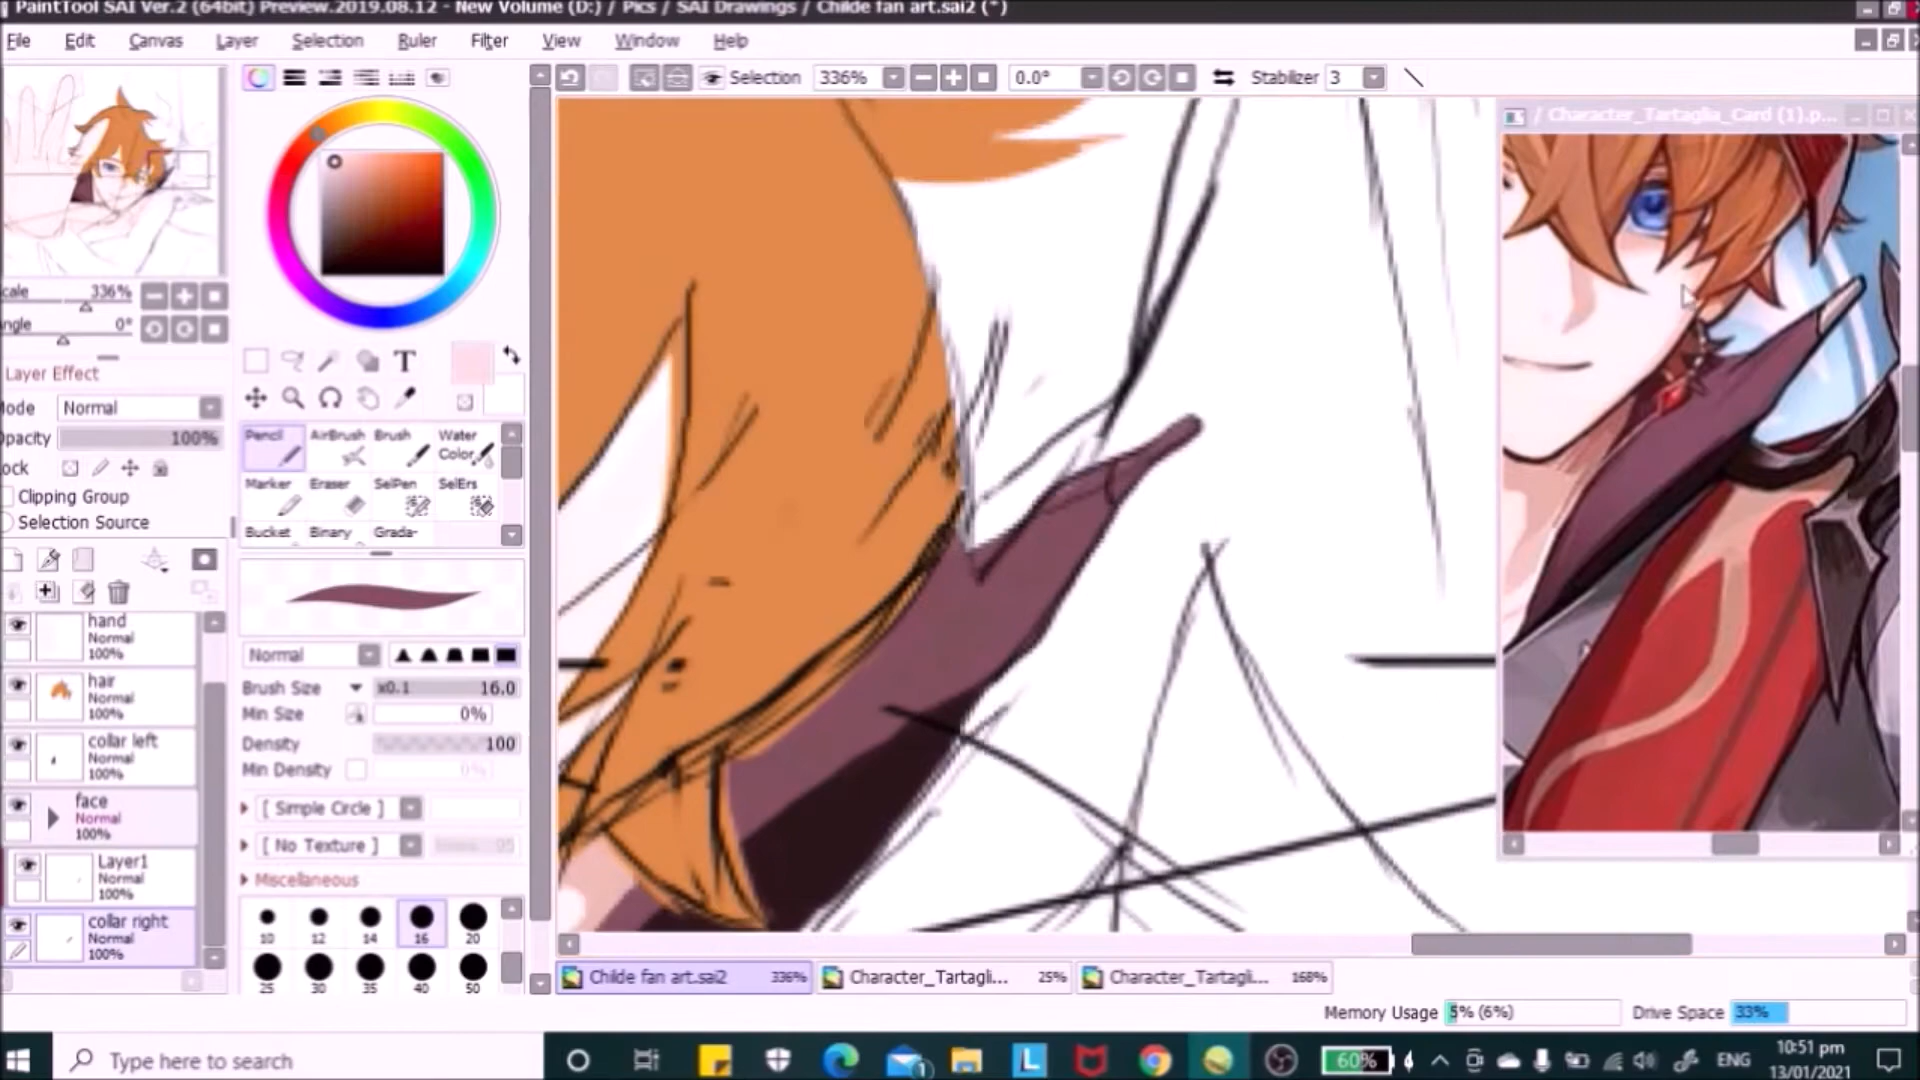 PaintTool SAI Ver.2 (64bit) Preview.2019.08.12 - New Volume (D:) / Pics / SAI Drawings / Childe fan art.sai2 (*)
File Edit Canvas Layer Selection Ruler Filter View Window Help
Selection 336% 0.0° Stabilizer 3
/ Character_Tartaglia_Card (1).p...
cale 336%
ngle 0°
Layer Effect
Mode Normal
Opacity 100%
ock
Clipping Group
Selection Source
hand
Normal
100%
hair
Normal
100%
collar left
Normal
100%
face
Normal
100%
Layer1
Normal
100%
collar right
Normal
100%
T
Pencil AirBrush Brush Water Color
Marker Eraser SelPen SelErs
Bucket Binary Grada-
Normal
Brush Size x0.1 16.0
Min Size 0%
Density 100
Min Density 0%
[ Simple Circle ]
[ No Texture ] 95
Miscellaneous
10 12 14 16 20
25 30 35 40 50
Childe fan art.sai2 336% Character_Tartagli... 25% Character_Tartagli... 168%
Memory Usage 5% (6%) Drive Space 33%
Type here to search
1
L
60%
ENG
10:51 pm
13/01/2021